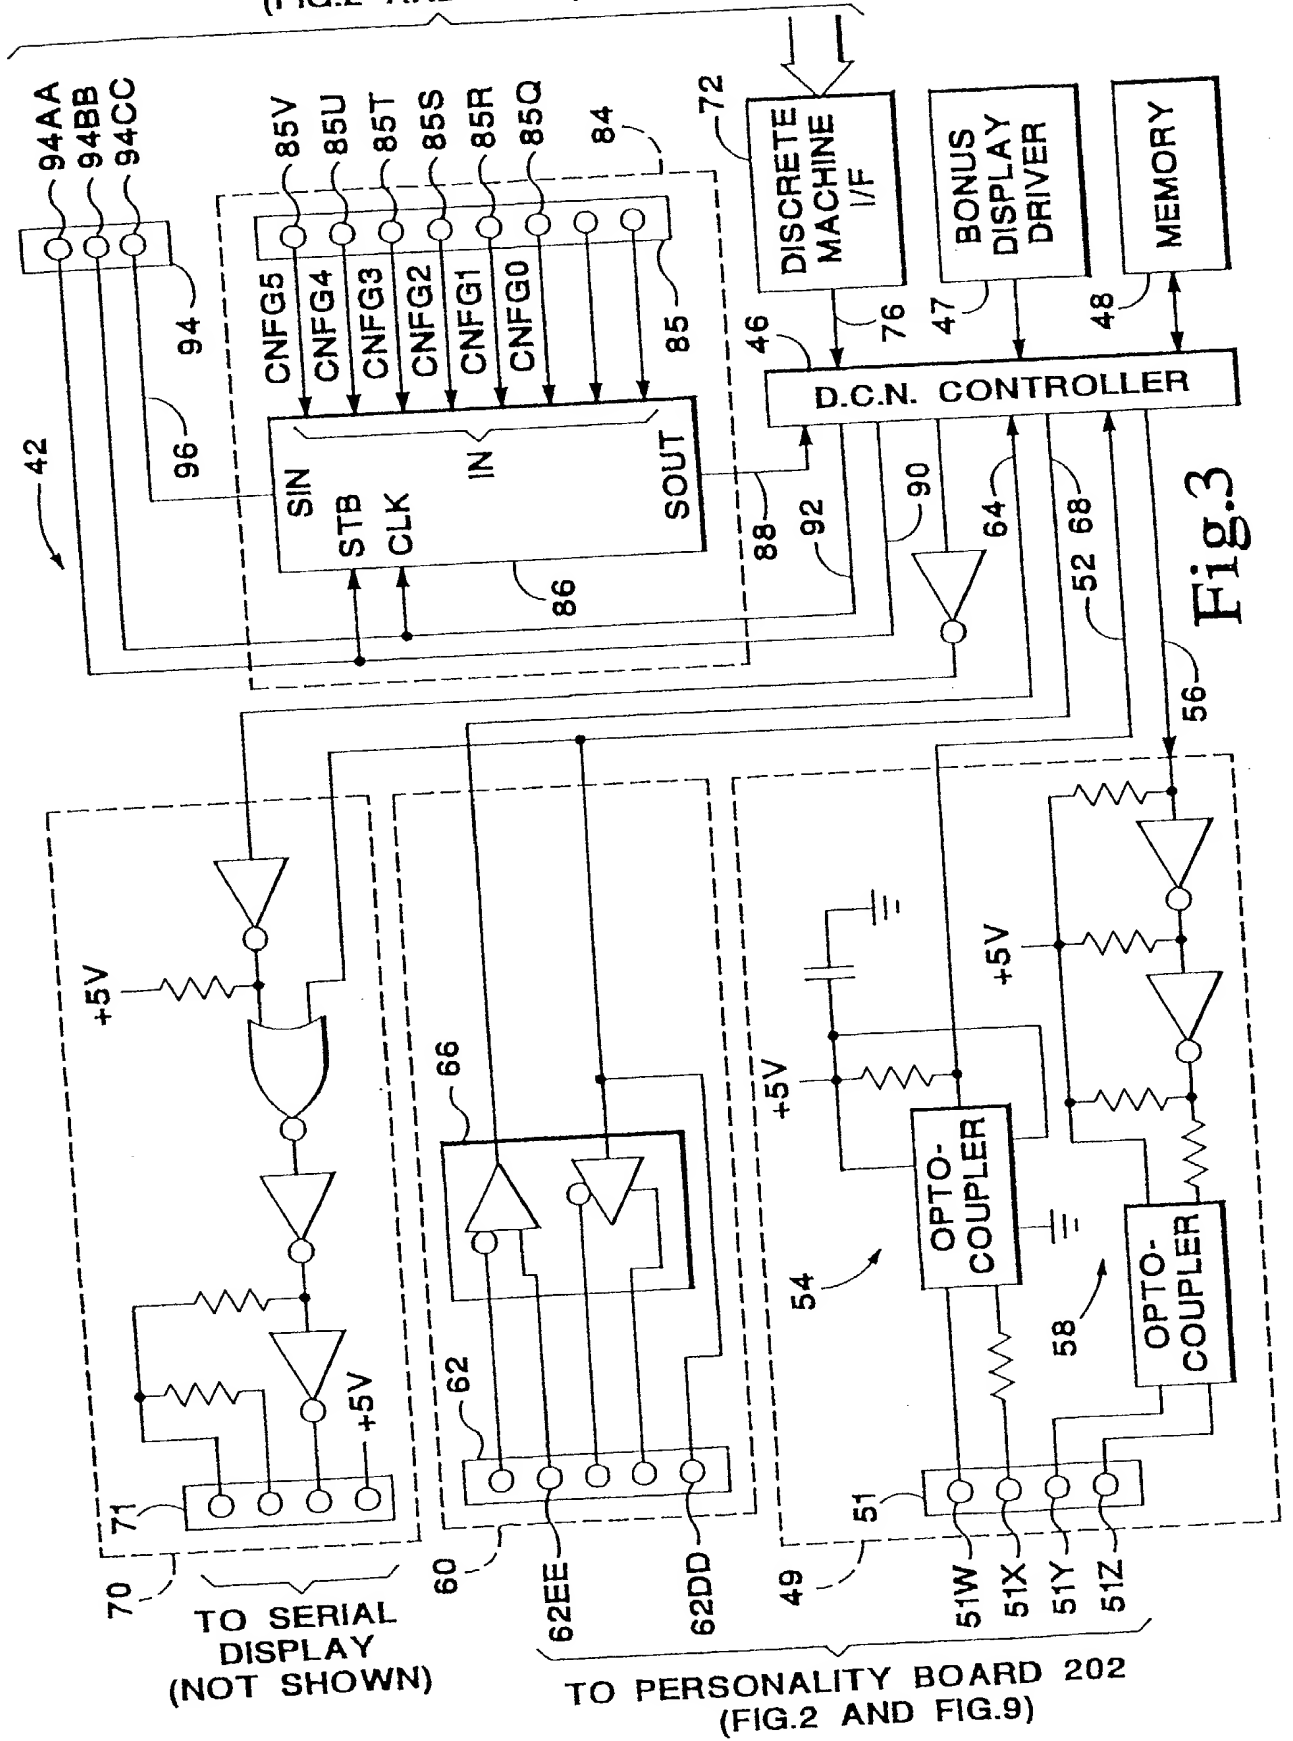 (FIG.2 AND
94AA
94BB
94CC
94
96
42
85V
85U
85T
85S
85R
85Q
84
85
CNFG5
CNFG4
CNFG3
CNFG2
CNFG1
CNFG0
SIN
STB
CLK
IN
SOUT
86
88
72
DISCRETE
MACHINE
I/F
76
46
BONUS
DISPLAY
DRIVER
47
MEMORY
48
D.C.N. CONTROLLER
92
90
64
68
52
56
Fig.3
+5V
+5V
71
70
TO SERIAL
DISPLAY
(NOT SHOWN)
66
62
60
62EE
62DD
+5V
+5V
OPTO-
COUPLER
54
OPTO-
COUPLER
58
51
49
51W
51X
51Y
51Z
TO PERSONALITY BOARD 202
(FIG.2 AND FIG.9)